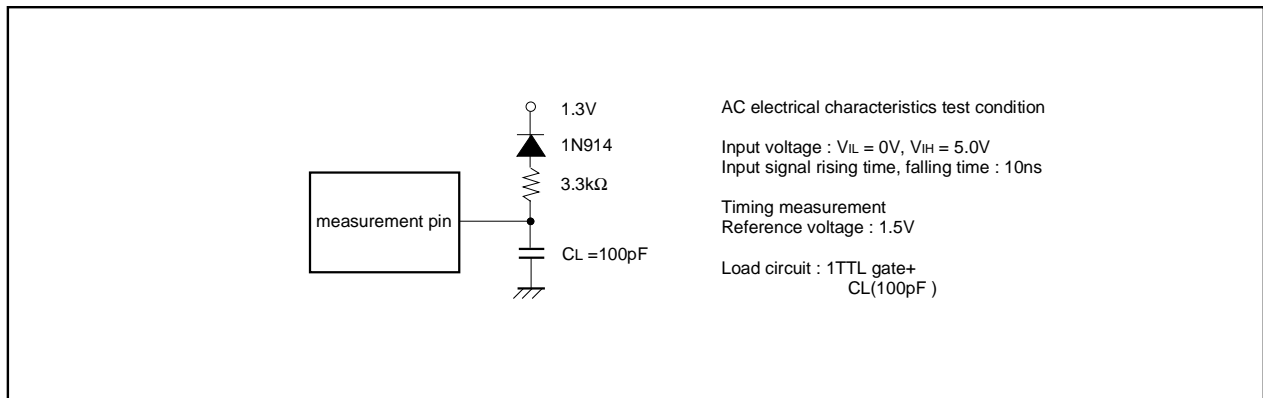 1.3V
1N914
3.3kΩ
measurement pin
CL =100pF
AC electrical characteristics test condition
Input voltage : VIL = 0V, VIH = 5.0V
Input signal rising time, falling time : 10ns
Timing measurement
Reference voltage : 1.5V
Load circuit : 1TTL gate+
CL(100pF )